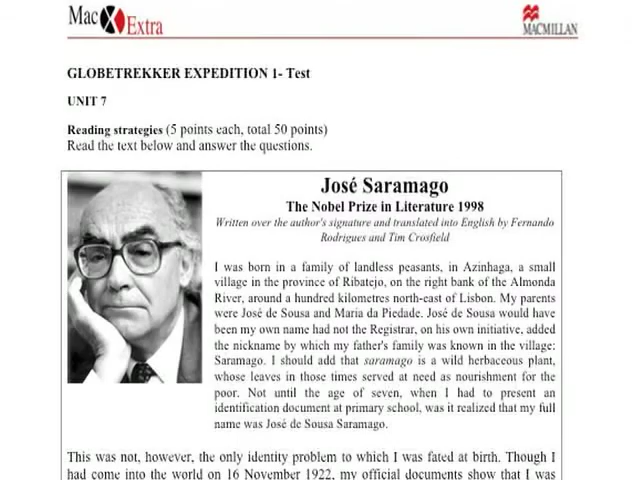 Mac X Extra
MACMILLAN
GLOBETREKKER EXPEDITION 1- Test
UNIT 7
Reading strategies (5 points each, total 50 points)
Read the text below and answer the questions.
José Saramago
The Nobel Prize in Literature 1998
Written over the author's signature and translated into English by Fernando
Rodrigues and Tim Crosfield
I was born in a family of landless peasants, in Azinhaga, a small
village in the province of Ribatejo, on the right bank of the Almonda
River, around a hundred kilometres north-east of Lisbon. My parents
were José de Sousa and Maria da Piedade. José de Sousa would have
been my own name had not the Registrar, on his own initiative, added
the nickname by which my father's family was known in the village:
Saramago. I should add that saramago is a wild herbaceous plant,
whose leaves in those times served at need as nourishment for the
poor. Not until the age of seven, when I had to present an
identification document at primary school, was it realized that my full
name was José de Sousa Saramago.
This was not, however, the only identity problem to which I was fated at birth. Though I
had come into the world on 16 November 1922, my official documents show that I was